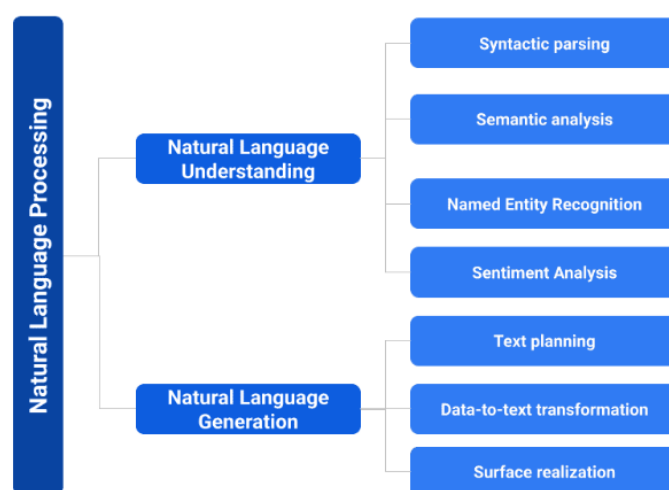 Natural Language Processing
Natural Language
Understanding
Syntactic parsing
Semantic analysis
Named Entity Recognition
Sentiment Analysis
Natural Language
Generation
Text planning
Data-to-text transformation
Surface realization